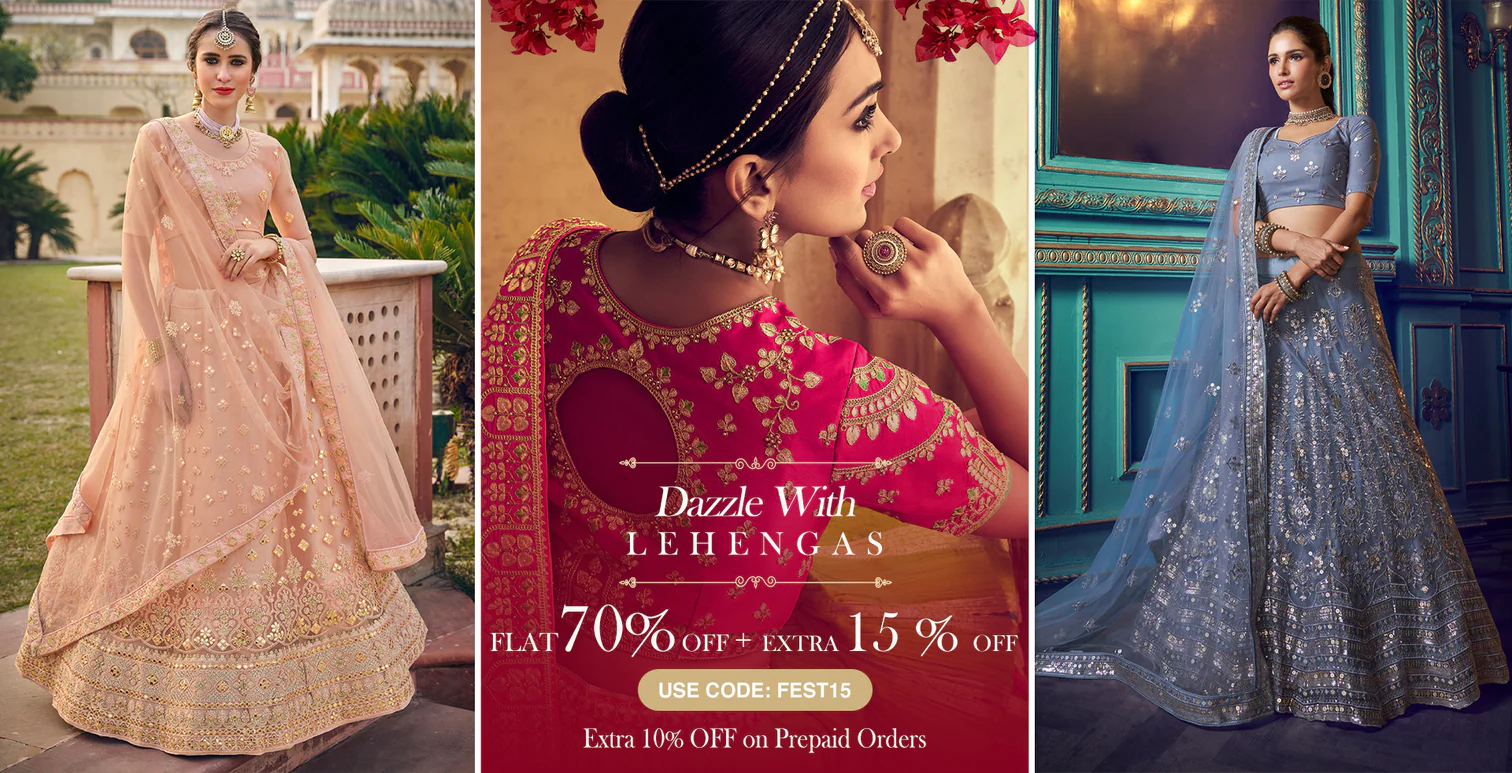 Dazzle With
LEHENGAS
FLAT 70% OFF + EXTRA 15 % OFF
USE CODE: FEST15
Extra 10% OFF on Prepaid Orders